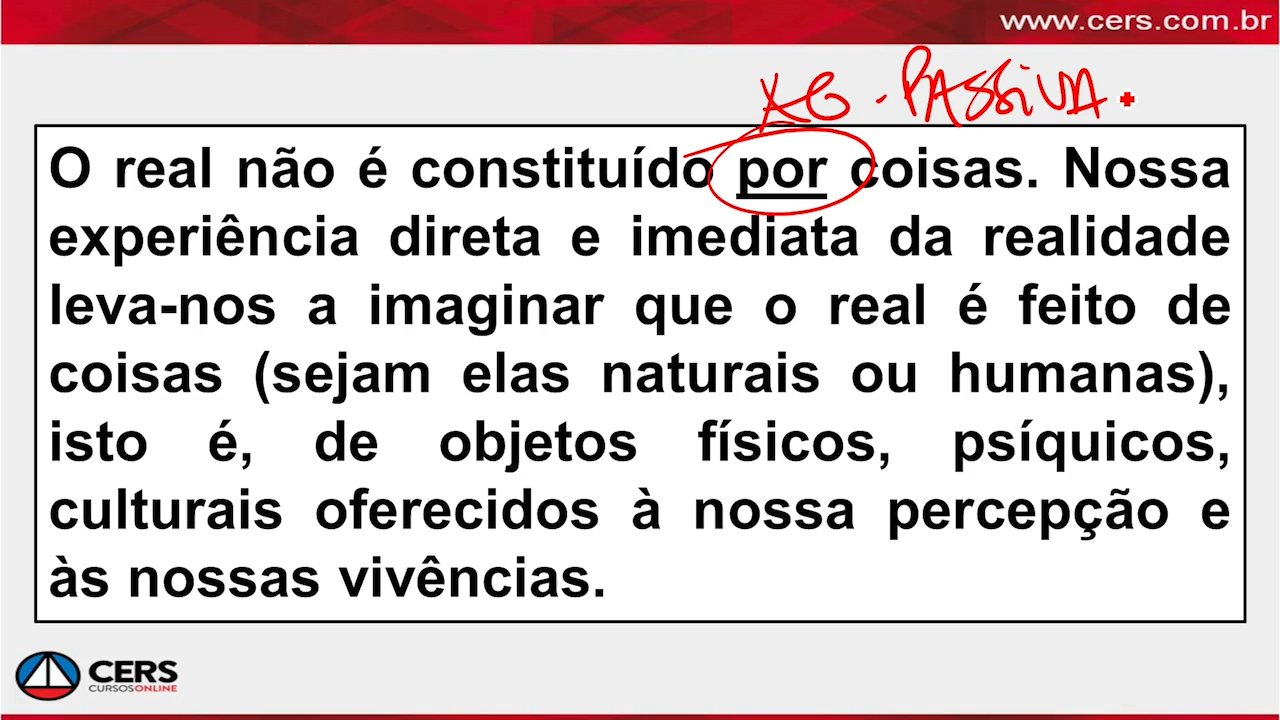 www.cers.com.br
PASSIVA
O real não é constituído por coisas. Nossa
experiência direta e imediata da realidade
leva-nos a imaginar que o real é feito de
coisas (sejam elas naturais ou humanas),
isto é, de objetos físicos, psíquicos,
culturais oferecidos à nossa percepção e
às nossas vivências.
CERS
CURSOSONLINE